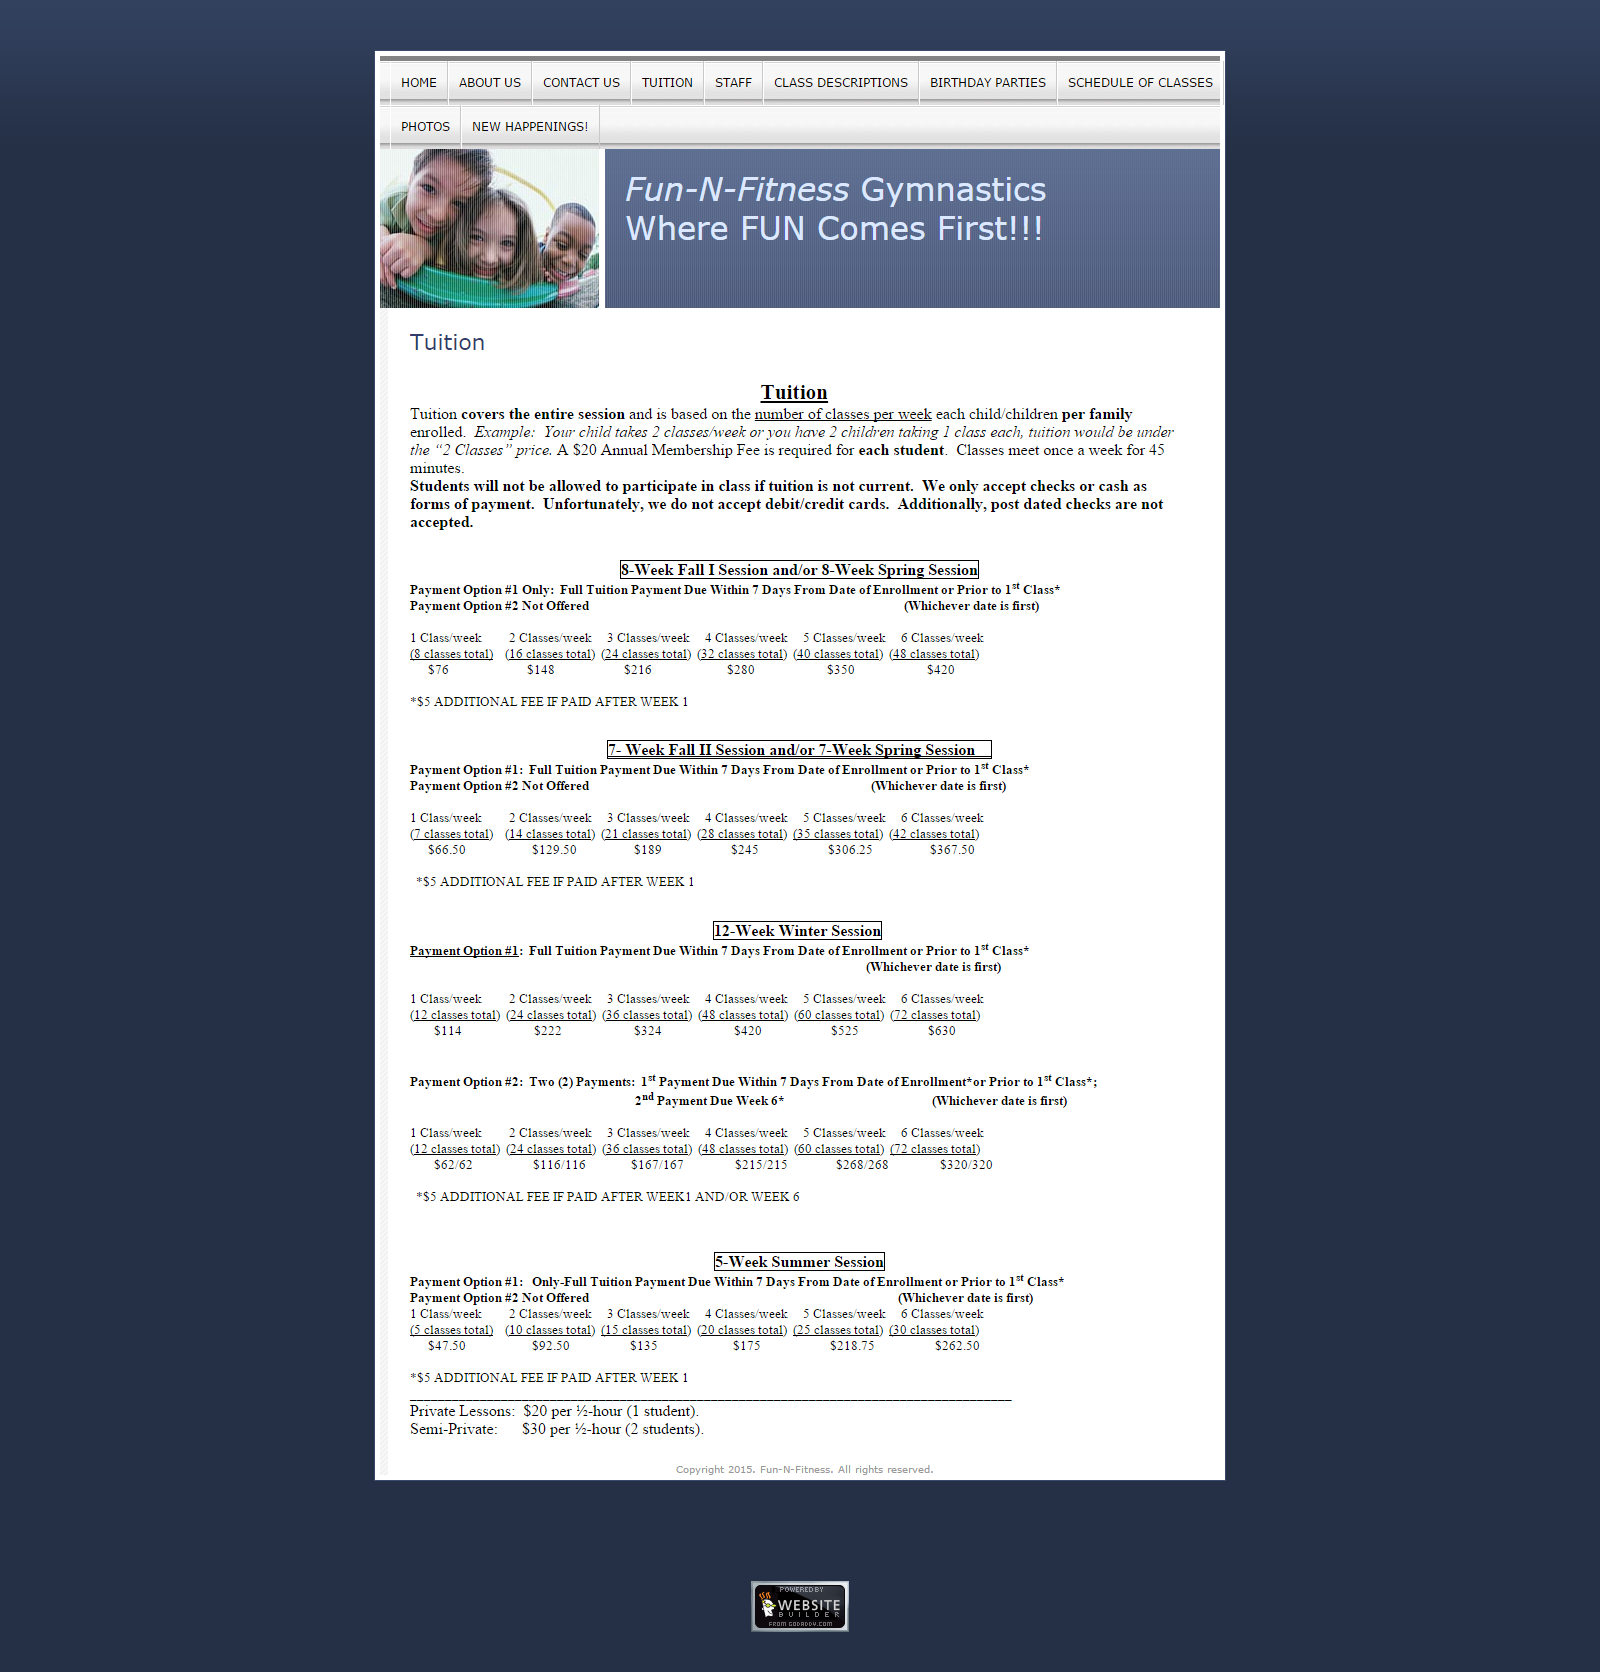 HOME ABOUT US CONTACT US TUITION STAFF CLASS DESCRIPTIONS BIRTHDAY PARTIES SCHEDULE OF CLASSES
PHOTOS NEW HAPPENINGS!
Fun-N-Fitness Gymnastics
Where FUN Comes First!!!
Tuition
Tuition
Tuition covers the entire session and is based on the number of classes per week each child/children per family
enrolled. Example: Your child takes 2 classes/week or you have 2 children taking 1 class each, tuition would be under
the “2 Classes” price. A $20 Annual Membership Fee is required for each student. Classes meet once a week for 45
minutes.
Students will not be allowed to participate in class if tuition is not current. We only accept checks or cash as
forms of payment. Unfortunately, we do not accept debit/credit cards. Additionally, post dated checks are not
accepted.
8-Week Fall I Session and/or 8-Week Spring Session
Payment Option #1 Only: Full Tuition Payment Due Within 7 Days From Date of Enrollment or Prior to 1st Class*
Payment Option #2 Not Offered (Whichever date is first)
1 Class/week 2 Classes/week 3 Classes/week 4 Classes/week 5 Classes/week 6 Classes/week
(8 classes total) (16 classes total) (24 classes total) (32 classes total) (40 classes total) (48 classes total)
$76 $148 $216 $280 $350 $420
*$5 ADDITIONAL FEE IF PAID AFTER WEEK 1
7- Week Fall II Session and/or 7-Week Spring Session
Payment Option #1: Full Tuition Payment Due Within 7 Days From Date of Enrollment or Prior to 1st Class*
Payment Option #2 Not Offered (Whichever date is first)
1 Class/week 2 Classes/week 3 Classes/week 4 Classes/week 5 Classes/week 6 Classes/week
(7 classes total) (14 classes total) (21 classes total) (28 classes total) (35 classes total) (42 classes total)
$66.50 $129.50 $189 $245 $306.25 $367.50
*$5 ADDITIONAL FEE IF PAID AFTER WEEK 1
12-Week Winter Session
Payment Option #1: Full Tuition Payment Due Within 7 Days From Date of Enrollment or Prior to 1st Class*
(Whichever date is first)
1 Class/week 2 Classes/week 3 Classes/week 4 Classes/week 5 Classes/week 6 Classes/week
(12 classes total) (24 classes total) (36 classes total) (48 classes total) (60 classes total) (72 classes total)
$114 $222 $324 $420 $525 $630
Payment Option #2: Two (2) Payments: 1st Payment Due Within 7 Days From Date of Enrollment*or Prior to 1st Class*;
2nd Payment Due Week 6* (Whichever date is first)
1 Class/week 2 Classes/week 3 Classes/week 4 Classes/week 5 Classes/week 6 Classes/week
(12 classes total) (24 classes total) (36 classes total) (48 classes total) (60 classes total) (72 classes total)
$62/62 $116/116 $167/167 $215/215 $268/268 $320/320
*$5 ADDITIONAL FEE IF PAID AFTER WEEK1 AND/OR WEEK 6
5-Week Summer Session
Payment Option #1: Only-Full Tuition Payment Due Within 7 Days From Date of Enrollment or Prior to 1st Class*
Payment Option #2 Not Offered (Whichever date is first)
1 Class/week 2 Classes/week 3 Classes/week 4 Classes/week 5 Classes/week 6 Classes/week
(5 classes total) (10 classes total) (15 classes total) (20 classes total) (25 classes total) (30 classes total)
$47.50 $92.50 $135 $175 $218.75 $262.50
*$5 ADDITIONAL FEE IF PAID AFTER WEEK 1
Private Lessons: $20 per ½-hour (1 student).
Semi-Private: $30 per ½-hour (2 students).
Copyright 2015. Fun-N-Fitness. All rights reserved.
POWERED BY
WEBSITE
BUILDER
FROM GODADDY.COM